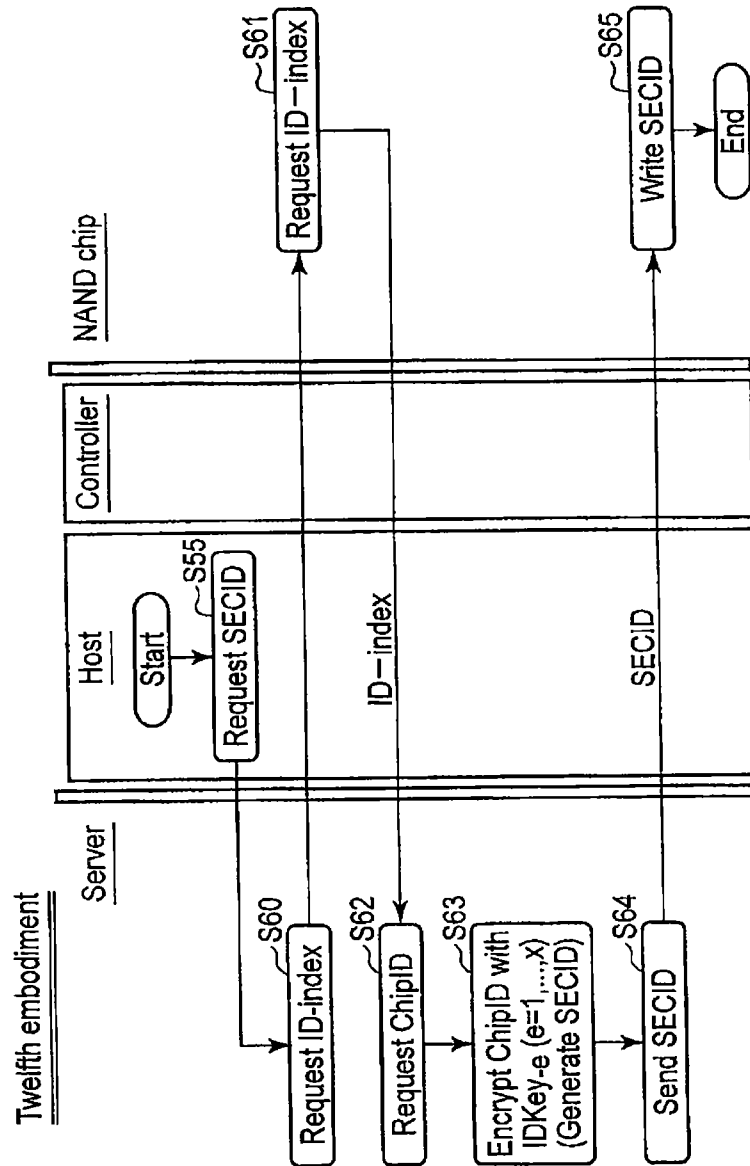 Twelfth embodiment
Server
Host
Controller
NAND chip
Start
S55
Request SECID
S60
Request ID-index
S61
Request ID−index
ID−index
S62
Request ChipID
S63
Encrypt ChipID with
IDKey-e (e=1,...,x)
(Generate SECID)
S64
Send SECID
SECID
S65
Write SECID
End